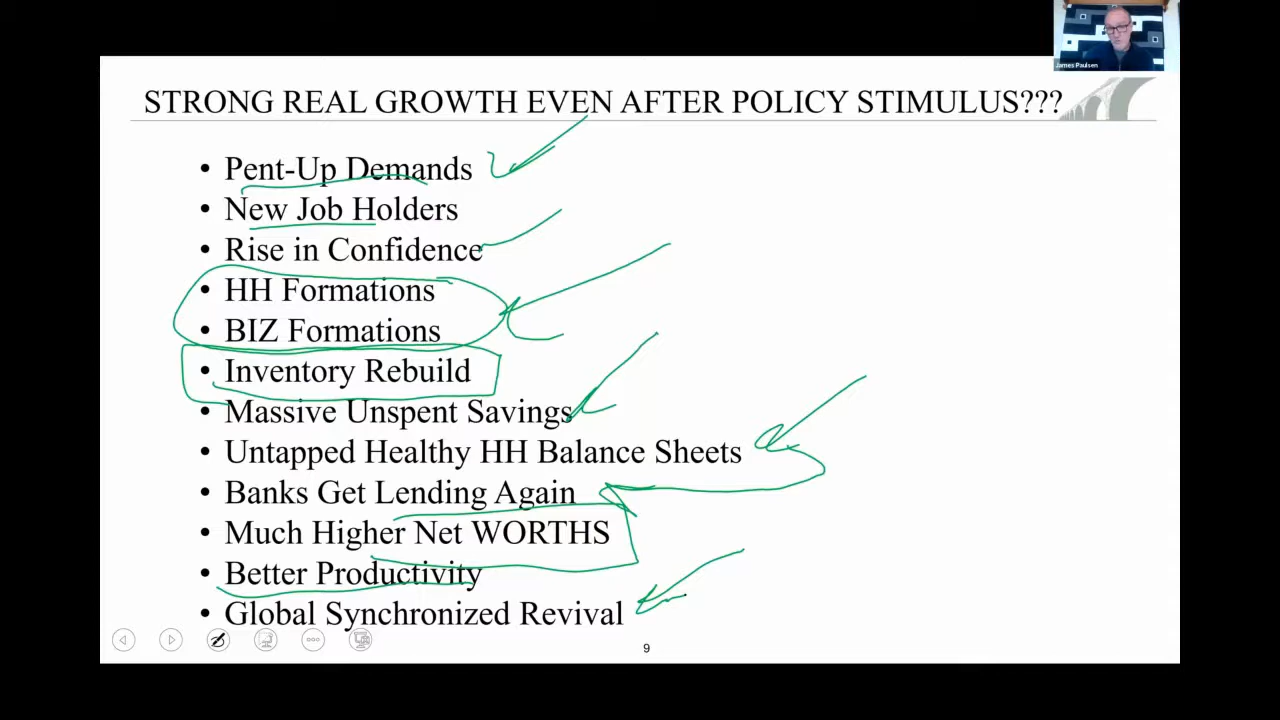 James Paulsen
STRONG REAL GROWTH EVEN AFTER POLICY STIMULUS???
• Pent-Up Demands
• New Job Holders
• Rise in Confidence
• HH Formations
• BIZ Formations
• Inventory Rebuild
• Massive Unspent Savings
• Untapped Healthy HH Balance Sheets
• Banks Get Lending Again
• Much Higher Net WORTHS
• Better Productivity
• Global Synchronized Revival
9